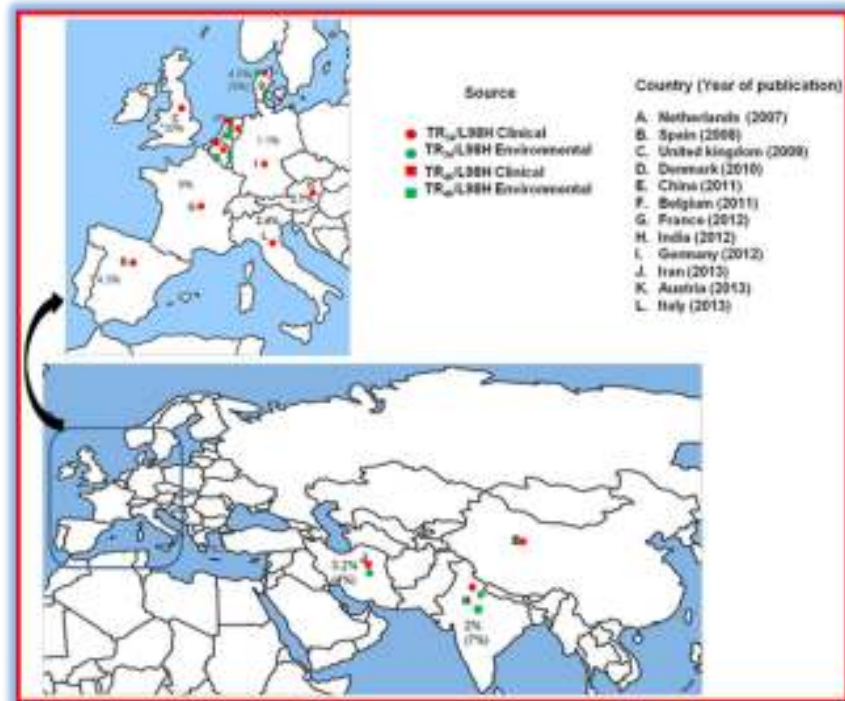 Source
TR34/L98H Clinical
TR34/L98H Environmental
L98H Clinical
L98H Environmental
Country (Year of publication)
A. Netherlands (2007)
B. Spain (2008)
C. United kingdom (2009)
D. Denmark (2010)
E. China (2011)
F. Belgium (2011)
G. France (2012)
H. India (2012)
I. Germany (2012)
J. Iran (2013)
K. Austria (2013)
L. Italy (2013)
1.1%
I
G
L
B
E
3.2%
H
2%
(7%)